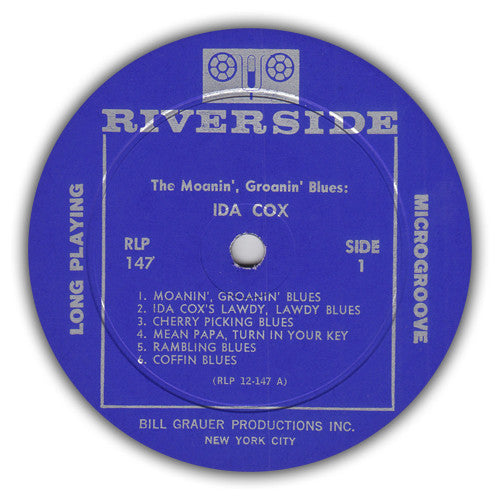 RIVERSIDE
The Moanin', Groanin' Blues:
IDA COX
RLP
147
SIDE
1
LONG PLAYING
MICROGROOVE
1. MOANIN', GROANIN' BLUES
2. IDA COX'S LAWDY, LAWDY BLUES
3. CHERRY PICKING BLUES
4. MEAN PAPA, TURN IN YOUR KEY
5. RAMBLING BLUES
6. COFFIN BLUES
(RLP 12-147 A)
BILL GRAUER PRODUCTIONS INC.
NEW YORK CITY